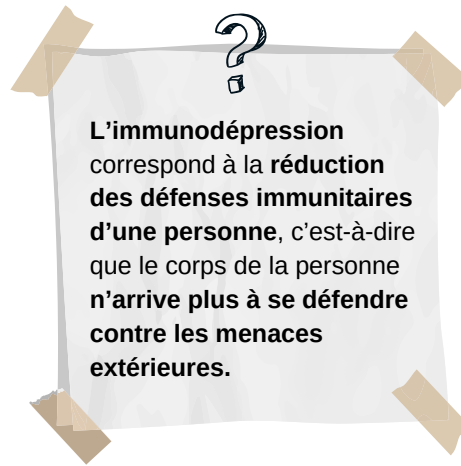 ?
L’immunodépression
correspond à la réduction
des défenses immunitaires
d’une personne, c’est-à-dire
que le corps de la personne
n’arrive plus à se défendre
contre les menaces
extérieures.